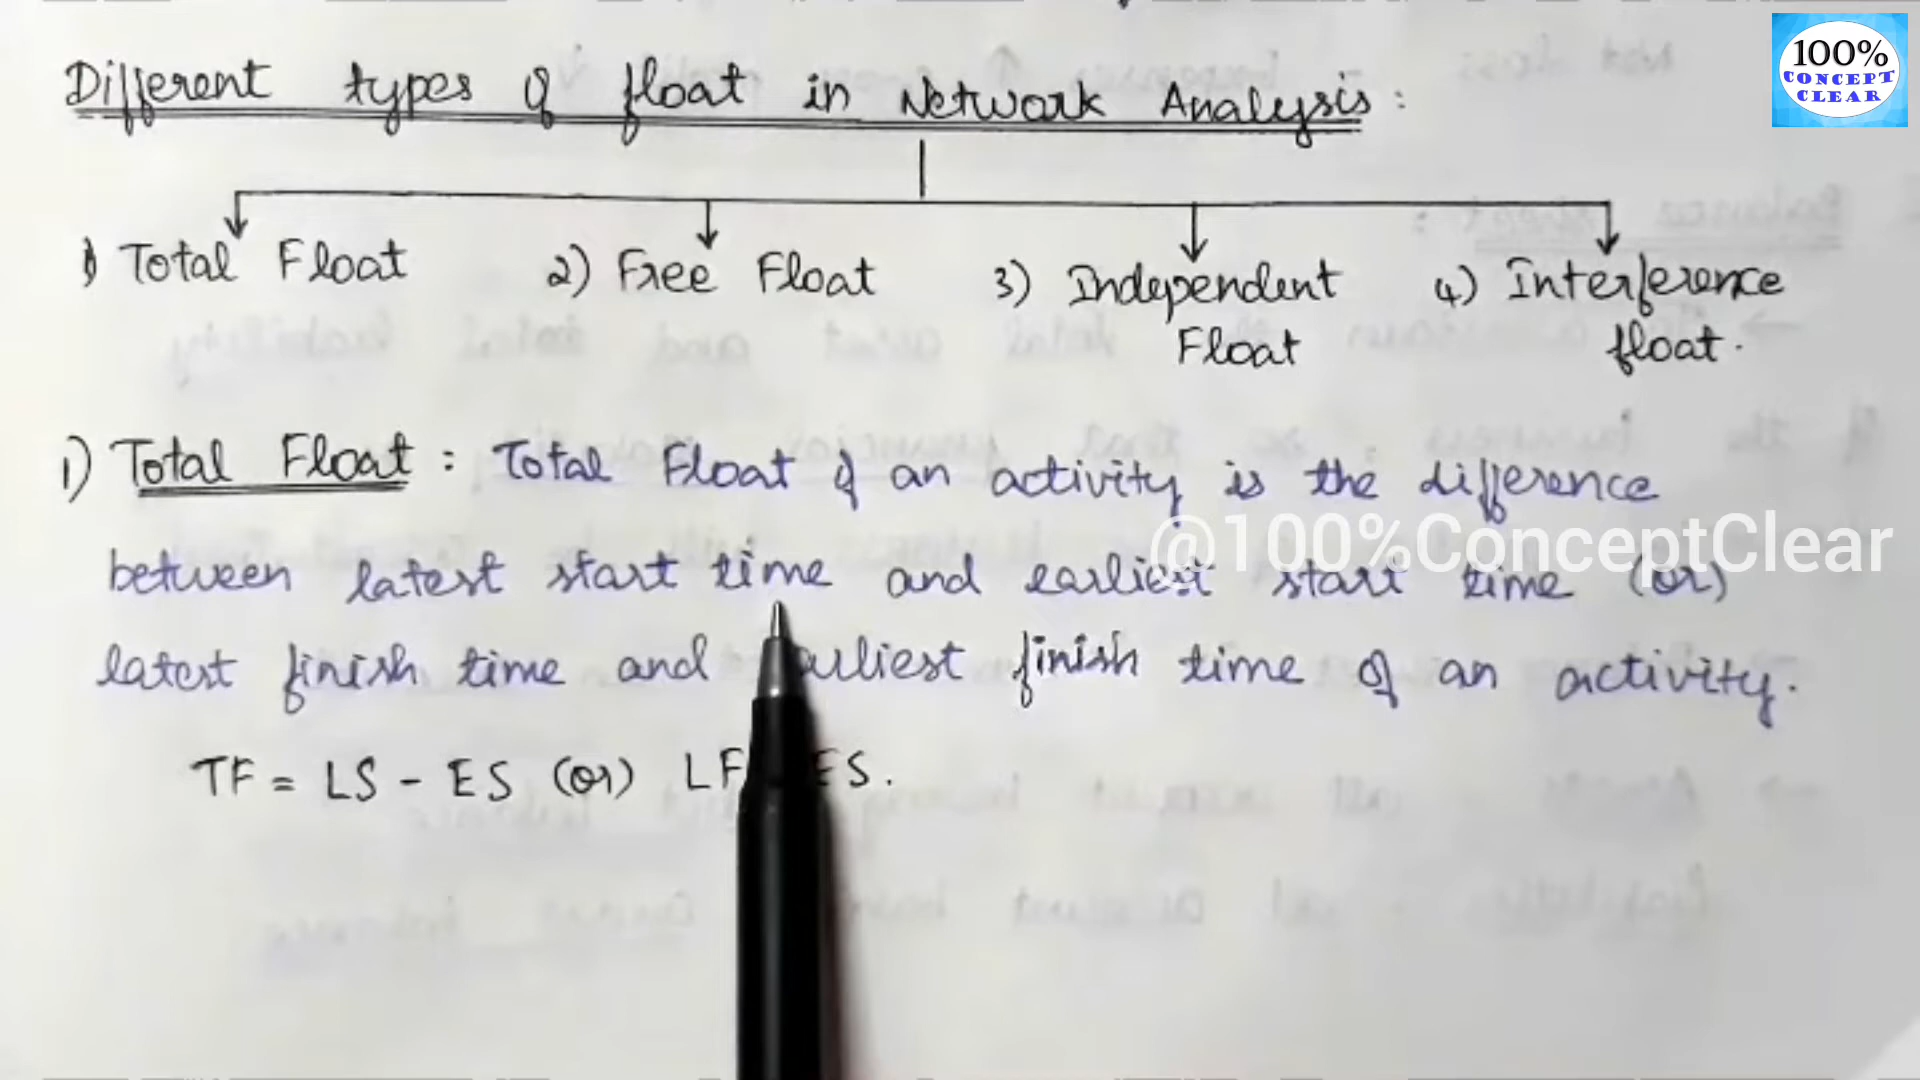 100%
CONCEPT
CLEAR
Different types of float in Network Analysis :
1) Total Float 2) Free Float 3) Independent Float 4) Interference float.
1) Total Float : Total Float of an activity is the difference
@100%ConceptClear
between latest start time and earliest start time (or)
latest finish time and earliest finish time of an activity.
TF = LS - ES (or) LF ES.